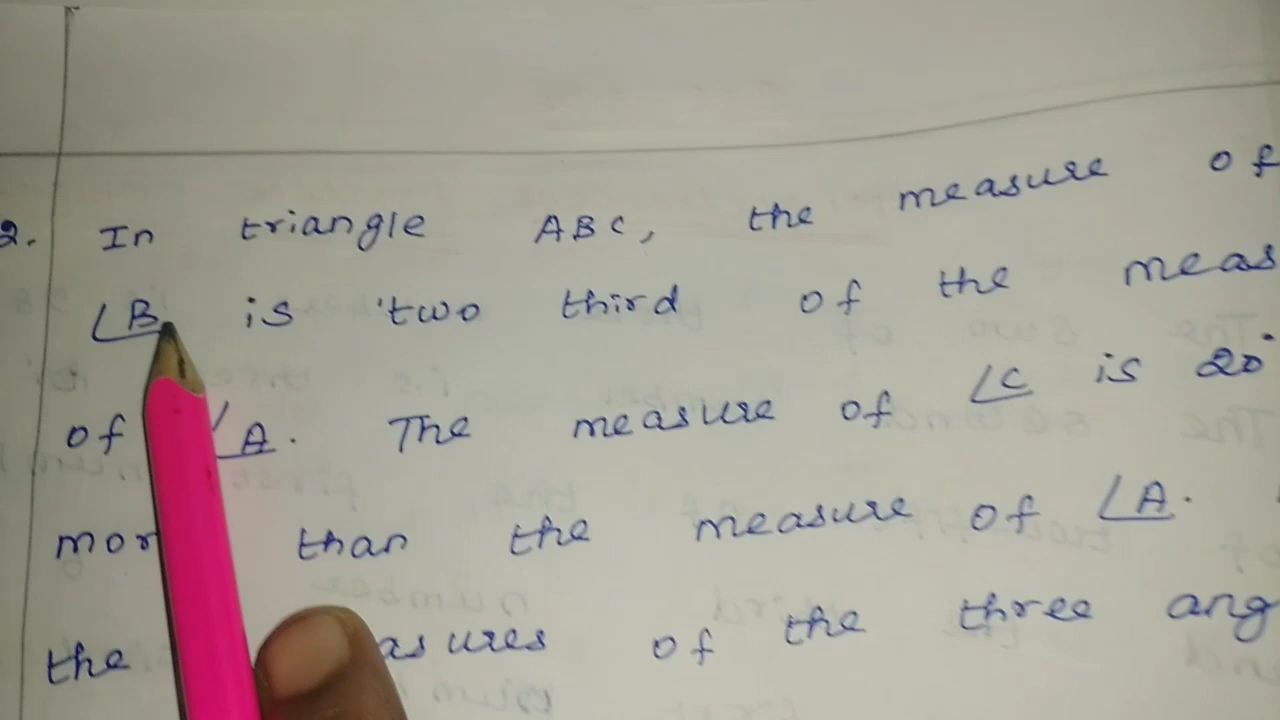 2. In triangle ABC, the measure of
∠B is two third of the meas
of ∠A. The measure of ∠C is 20°
mor than the measure of ∠A.
the asures of the three ang